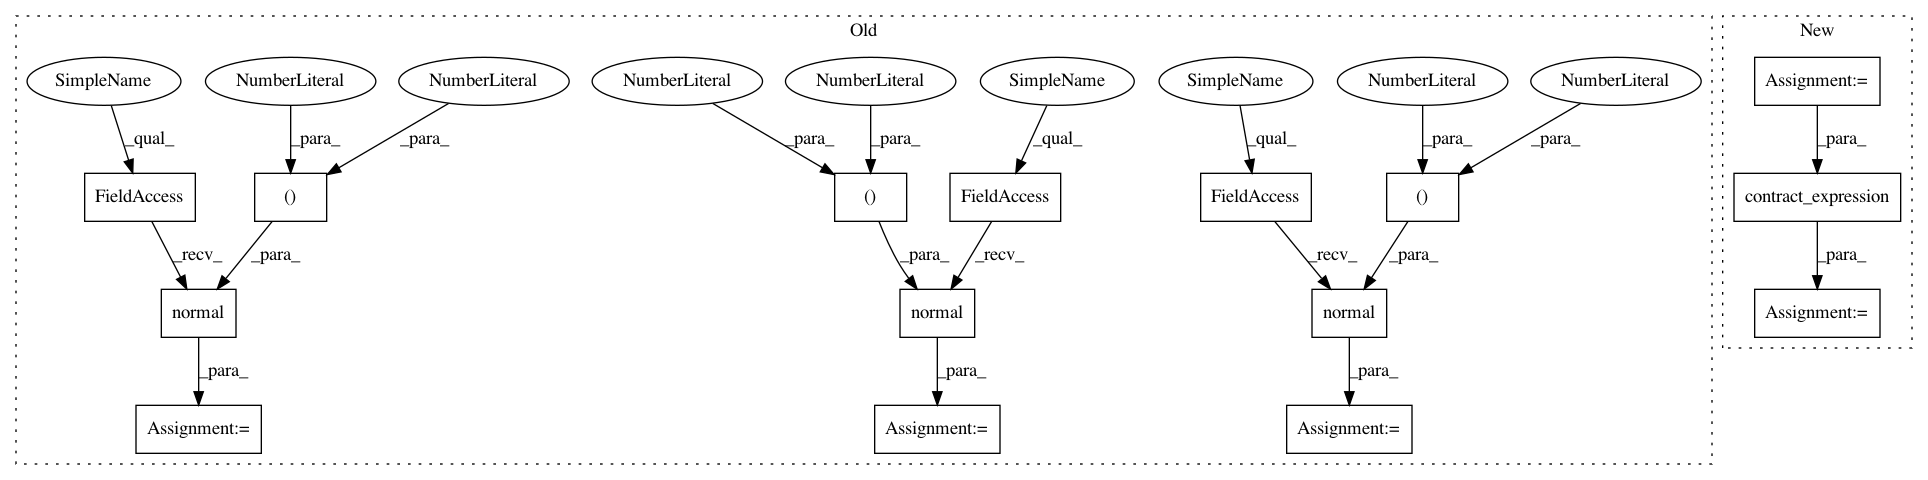 Old
New
SimpleName
NumberLiteral
NumberLiteral
NumberLiteral
NumberLiteral
SimpleName
SimpleName
NumberLiteral
NumberLiteral
Assignment:=
_qual_
_para_
_para_
_para_
_para_
_qual_
_qual_
_para_
_para_
_para_
FieldAccess
()
()
FieldAccess
FieldAccess
()
contract_expression
_recv_
_para_
_para_
_recv_
_recv_
_para_
_para_
normal
normal
normal
Assignment:=
_para_
_para_
_para_
Assignment:=
Assignment:=
Assignment:=